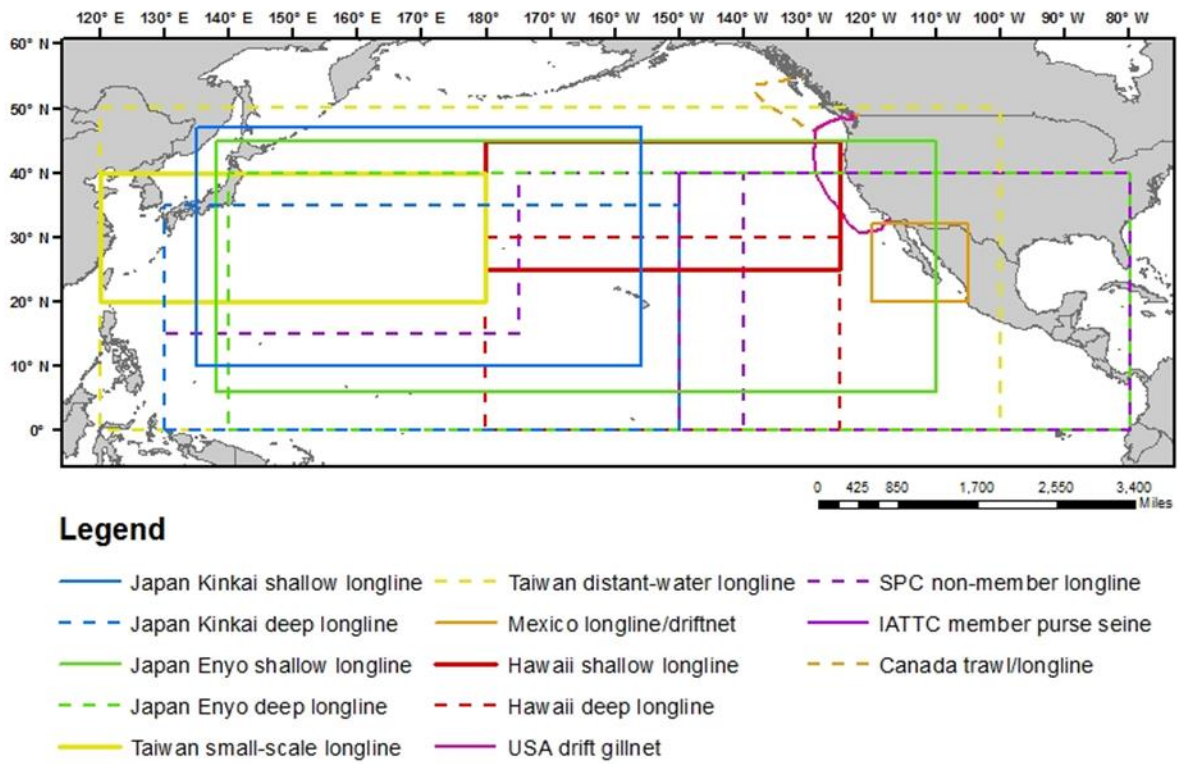 120° E 130° E 140° E 150° E 160° E 170° E 180° 170° W 160° W 150° W 140° W 130° W 120° W 110° W 100° W 90° W 80° W
60° N
50° N
40° N
30° N
20° N
10° N
0°
0 425 850 1,700 2,550 3,400
Miles
Legend
Japan Kinkai shallow longline Taiwan distant-water longline SPC non-member longline
Japan Kinkai deep longline Mexico longline/driftnet IATTC member purse seine
Japan Enyo shallow longline Hawaii shallow longline Canada trawl/longline
Japan Enyo deep longline Hawaii deep longline
Taiwan small-scale longline USA drift gillnet